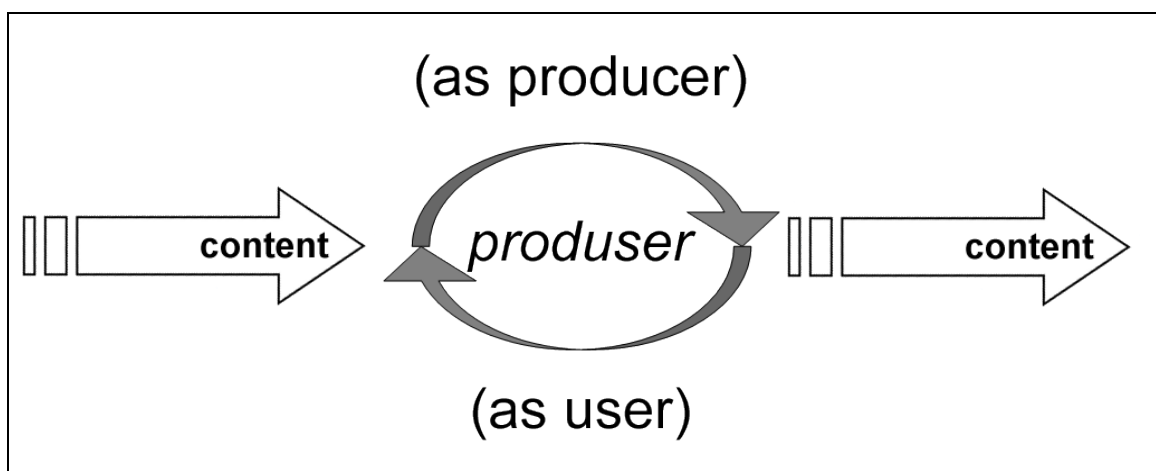 (as producer)
content
produser
content
(as user)